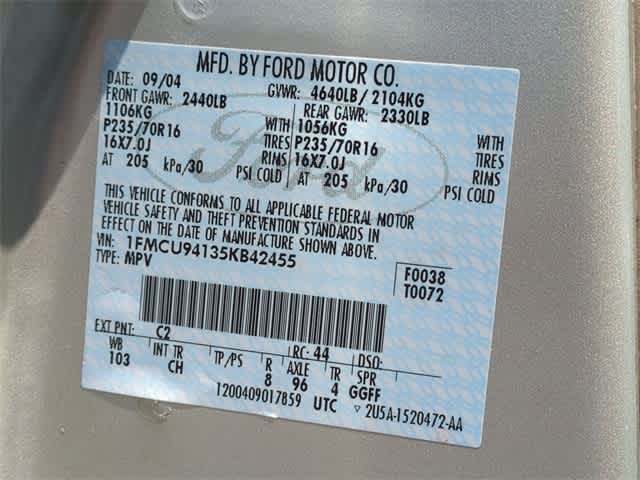 MFD. BY FORD MOTOR CO.
DATE: 09/04 GVWR: 4640LB/ 2104KG
FRONT GAWR: 2440LB REAR GAWR: 2330LB
1106KG WITH 1056KG WITH
P235/70R16 TIRES P235/70R16 TIRES
16X7.0J RIMS 16X7.0J RIMS
AT 205 kPa/30 PSI COLD AT 205 kPa/30 PSI COLD
Ford
THIS VEHICLE CONFORMS TO ALL APPLICABLE FEDERAL MOTOR
VEHICLE SAFETY AND THEFT PREVENTION STANDARDS IN
EFFECT ON THE DATE OF MANUFACTURE SHOWN ABOVE.
VIN: 1FMCU94135KB42455
TYPE: MPV F0038
T0072
EXT PNT: C2 RC: 44 DSO:
WB INT TR TP/PS R AXLE TR SPR
103 CH 8 96 4 GGFF
1200409017859 UTC 2U5A-1520472-AA